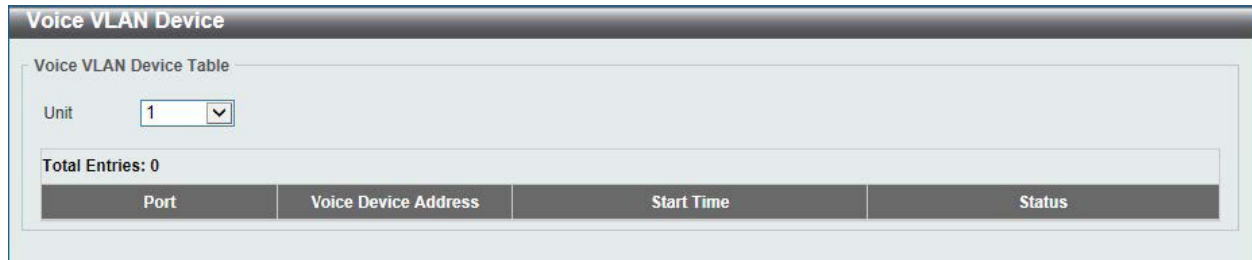 Voice VLAN Device
Voice VLAN Device Table
Unit 1
Total Entries: 0
Port Voice Device Address Start Time Status